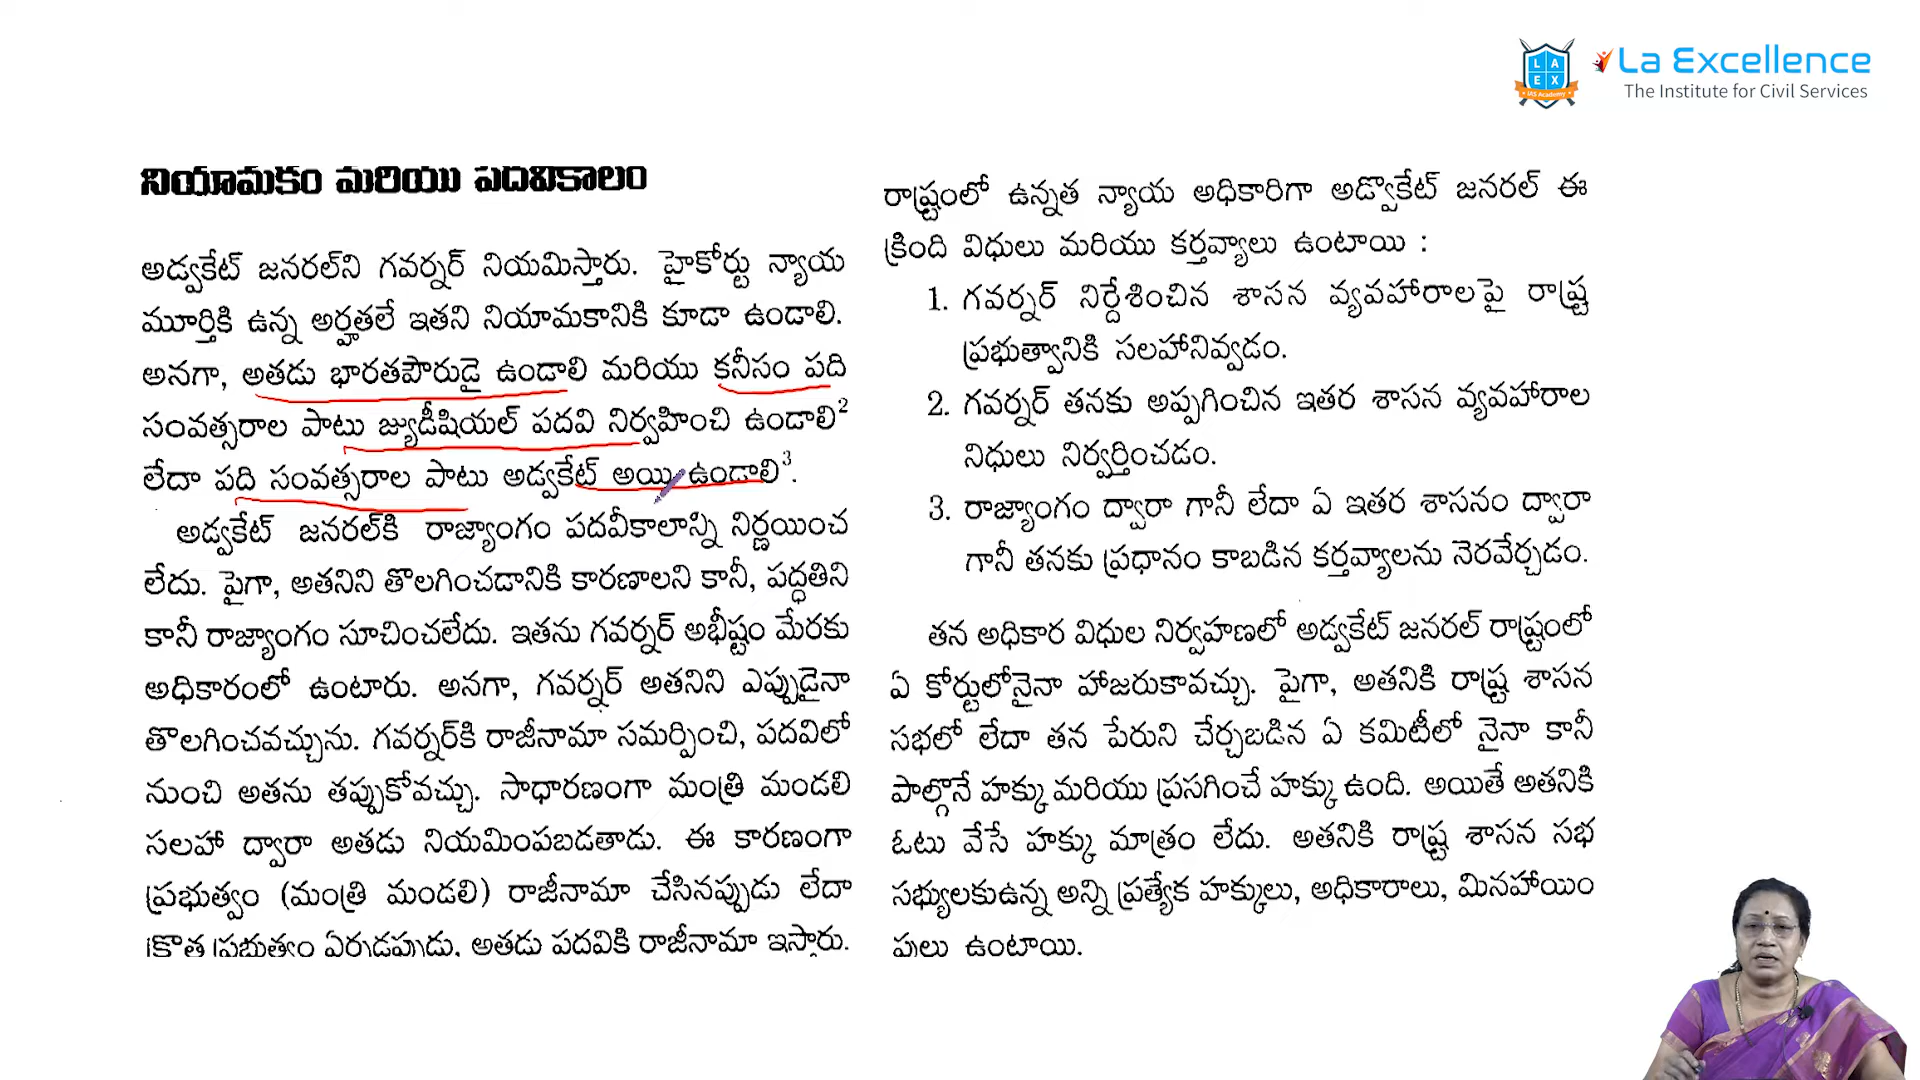 L A
E X
IAS Academy
La Excellence
The Institute for Civil Services
నియామకం మరియు పదవికాలం
అడ్వకేట్ జనరల్‌ని గవర్నర్ నియమిస్తారు. హైకోర్టు న్యాయ
మూర్తికి ఉన్న అర్హతలే ఇతని నియామకానికి కూడా ఉండాలి.
అనగా, అతడు భారతపౌరుడై ఉండాలి మరియు కనీసం పది
సంవత్సరాల పాటు జ్యుడీషియల్ పదవి నిర్వహించి ఉండాలి2
లేదా పది సంవత్సరాల పాటు అడ్వకేట్ అయి ఉండాలి3.
అడ్వకేట్ జనరల్‌కి రాజ్యాంగం పదవీకాలాన్ని నిర్ణయించ
లేదు. పైగా, అతనిని తొలగించడానికి కారణాలని కానీ, పద్ధతిని
కానీ రాజ్యాంగం సూచించలేదు. ఇతను గవర్నర్ అభీష్టం మేరకు
అధికారంలో ఉంటారు. అనగా, గవర్నర్ అతనిని ఎప్పుడైనా
తొలగించవచ్చును. గవర్నర్‌కి రాజీనామా సమర్పించి, పదవిలో
నుంచి అతను తప్పుకోవచ్చు. సాధారణంగా మంత్రి మండలి
సలహా ద్వారా అతడు నియమింపబడతాడు. ఈ కారణంగా
ప్రభుత్వం (మంత్రి మండలి) రాజీనామా చేసినప్పుడు లేదా
క్రొత్త ప్రభుత్వం ఏర్పడప్పుడు, అతడు పదవికి రాజీనామా ఇస్తారు.
రాష్ట్రంలో ఉన్నత న్యాయ అధికారిగా అడ్వొకేట్ జనరల్ ఈ
క్రింది విధులు మరియు కర్తవ్యాలు ఉంటాయి :
1. గవర్నర్ నిర్దేశించిన శాసన వ్యవహారాలపై రాష్ట్ర
ప్రభుత్వానికి సలహానివ్వడం.
2. గవర్నర్ తనకు అప్పగించిన ఇతర శాసన వ్యవహారాల
నిధులు నిర్వర్తించడం.
3. రాజ్యాంగం ద్వారా గానీ లేదా ఏ ఇతర శాసనం ద్వారా
గానీ తనకు ప్రధానం కాబడిన కర్తవ్యాలను నెరవేర్చడం.
తన అధికార విధుల నిర్వహణలో అడ్వకేట్ జనరల్ రాష్ట్రంలో
ఏ కోర్టులోనైనా హాజరుకావచ్చు. పైగా, అతనికి రాష్ట్ర శాసన
సభలో లేదా తన పేరుని చేర్చబడిన ఏ కమిటీలో నైనా కానీ
పాల్గొనే హక్కు మరియు ప్రసగించే హక్కు ఉంది. అయితే అతనికి
ఓటు వేసే హక్కు మాత్రం లేదు. అతనికి రాష్ట్ర శాసన సభ
సభ్యులకుఉన్న అన్ని ప్రత్యేక హక్కులు, అధికారాలు, మినహాయిం
పులు ఉంటాయి.